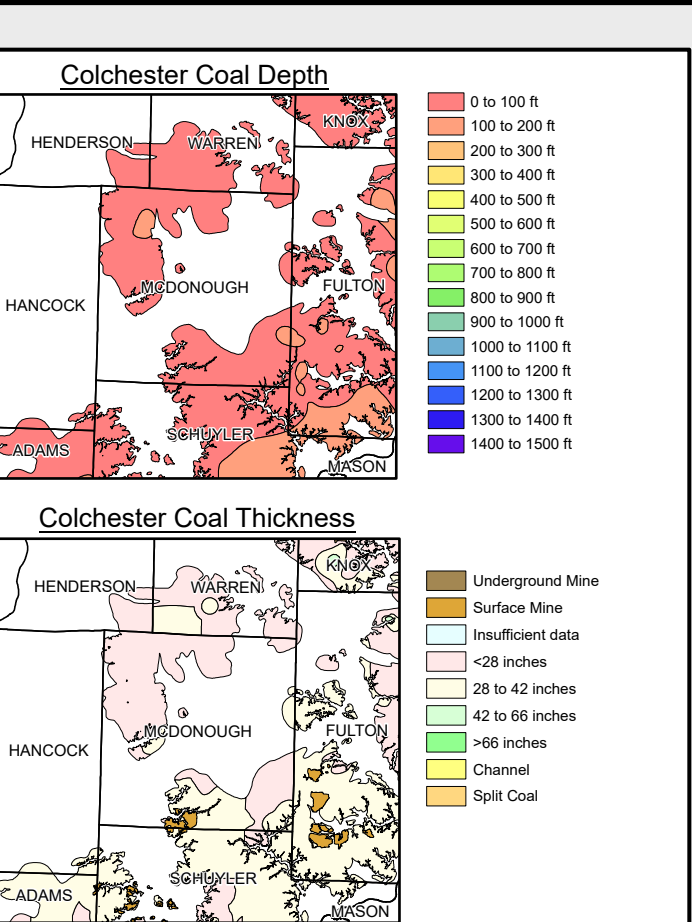 Colchester Coal Depth
KNOX
HENDERSON
WARREN
MCDONOUGH
FULTON
HANCOCK
SCHUYLER
ADAMS
MASON
0 to 100 ft
100 to 200 ft
200 to 300 ft
300 to 400 ft
400 to 500 ft
500 to 600 ft
600 to 700 ft
700 to 800 ft
800 to 900 ft
900 to 1000 ft
1000 to 1100 ft
1100 to 1200 ft
1200 to 1300 ft
1300 to 1400 ft
1400 to 1500 ft
Colchester Coal Thickness
KNOX
HENDERSON
WARREN
MCDONOUGH
FULTON
HANCOCK
SCHUYLER
ADAMS
MASON
Underground Mine
Surface Mine
Insufficient data
<28 inches
28 to 42 inches
42 to 66 inches
>66 inches
Channel
Split Coal